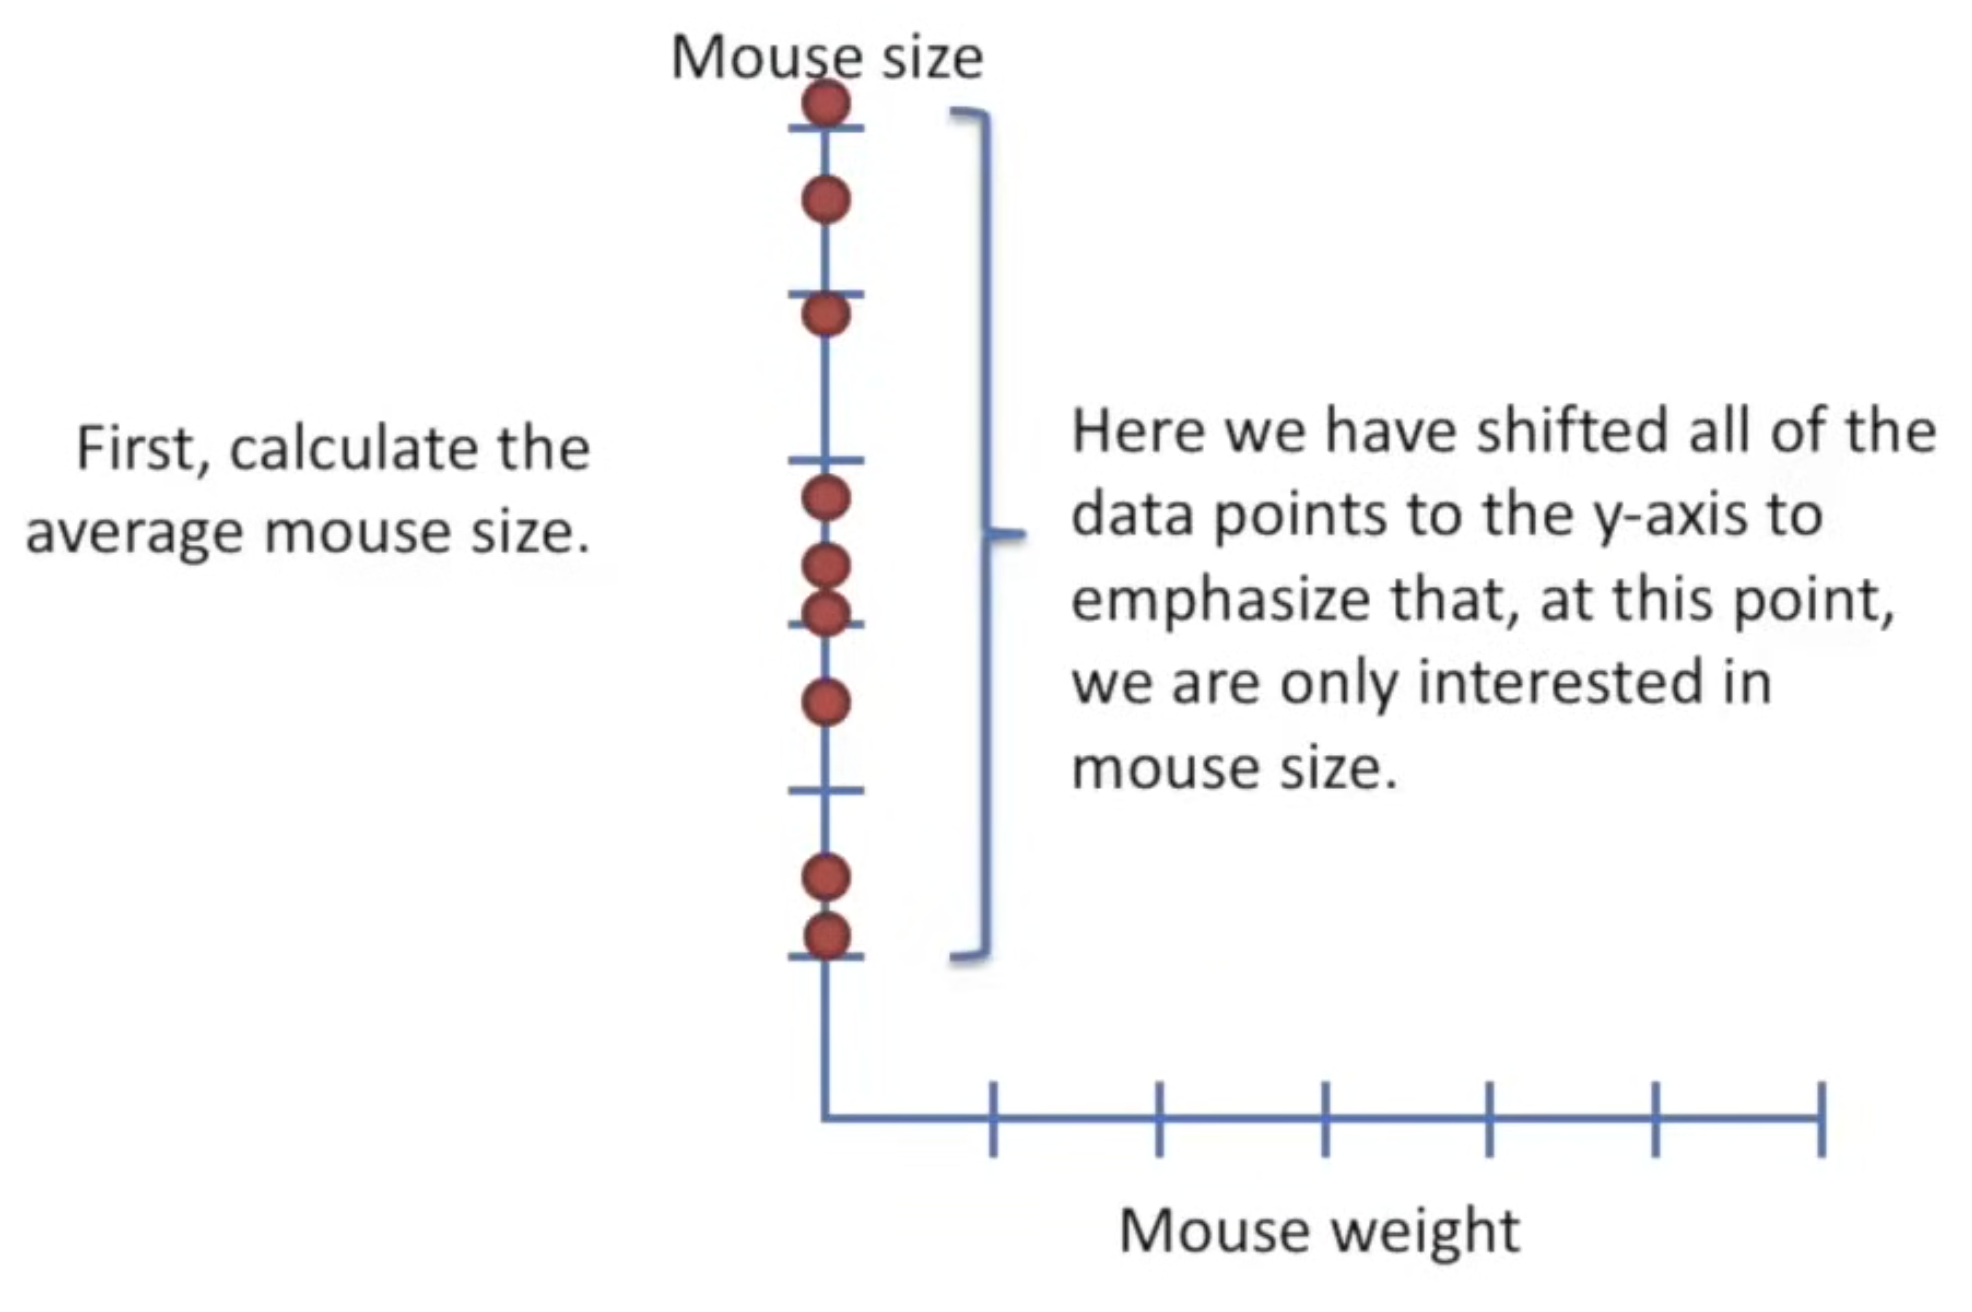 Mouse size
First, calculate the
average mouse size.
Here we have shifted all of the
data points to the y-axis to
emphasize that, at this point,
we are only interested in
mouse size.
Mouse weight